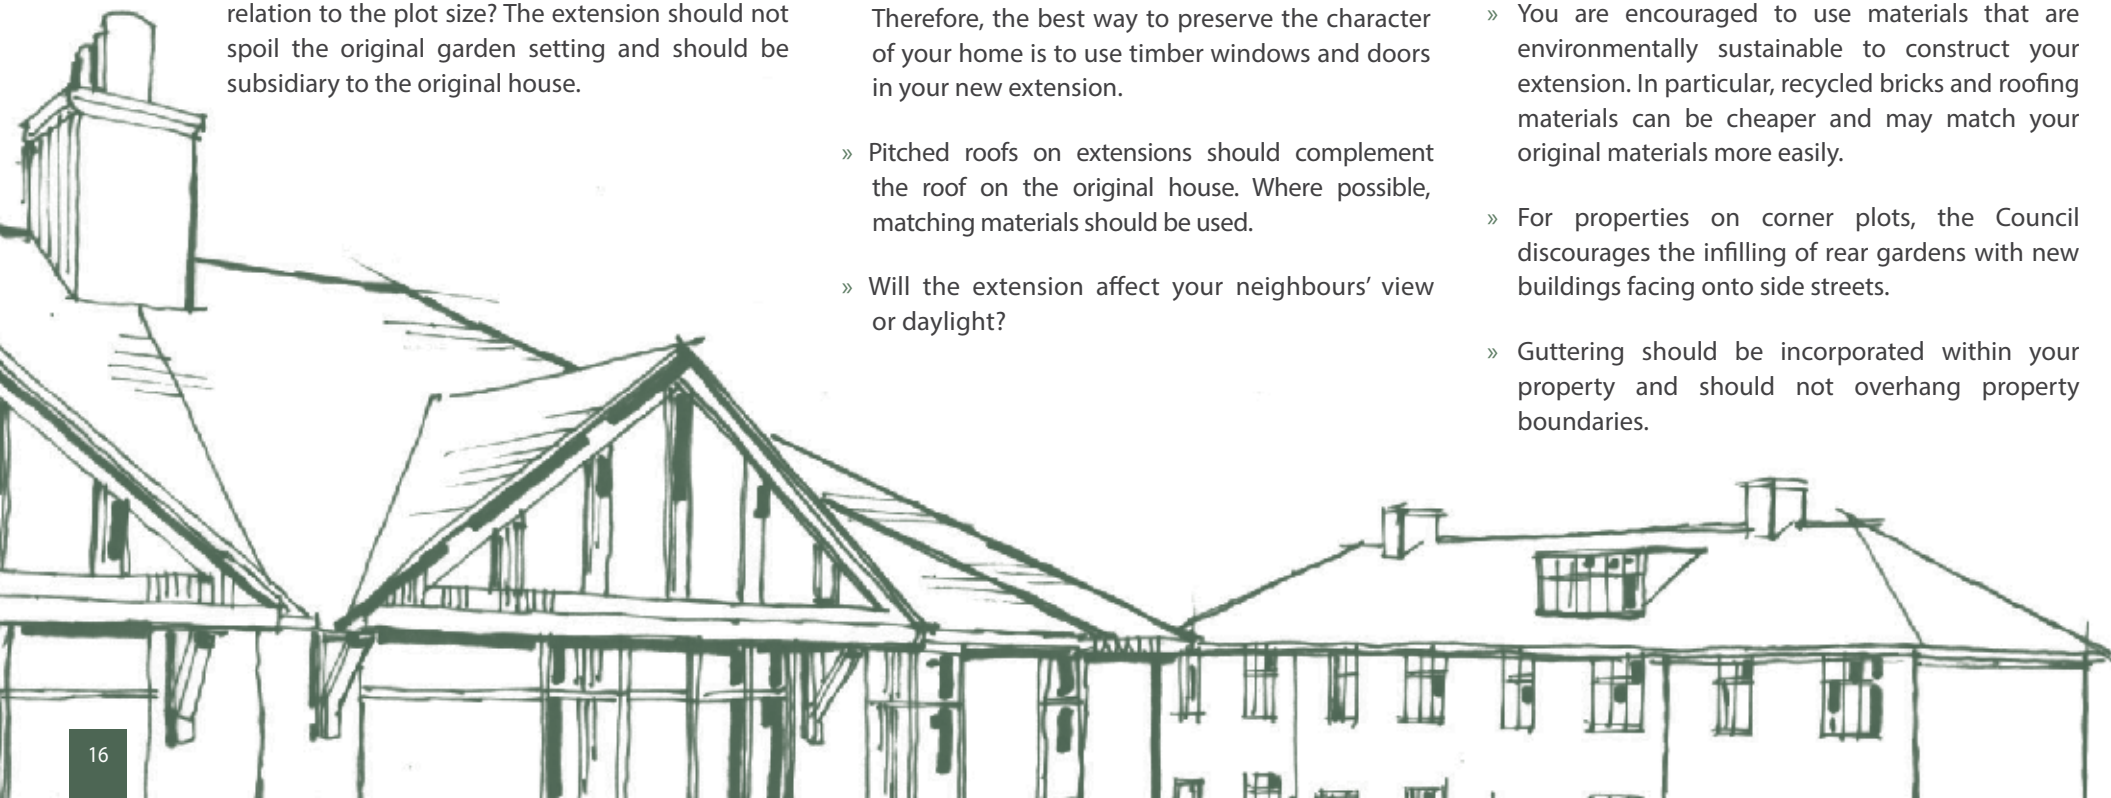 relation to the plot size? The extension should not
spoil the original garden setting and should be
subsidiary to the original house.
Therefore, the best way to preserve the character
of your home is to use timber windows and doors
in your new extension.
» Pitched roofs on extensions should complement
the roof on the original house. Where possible,
matching materials should be used.
» Will the extension affect your neighbours’ view
or daylight?
» You are encouraged to use materials that are
environmentally sustainable to construct your
extension. In particular, recycled bricks and roofing
materials can be cheaper and may match your
original materials more easily.
» For properties on corner plots, the Council
discourages the infilling of rear gardens with new
buildings facing onto side streets.
» Guttering should be incorporated within your
property and should not overhang property
boundaries.
16